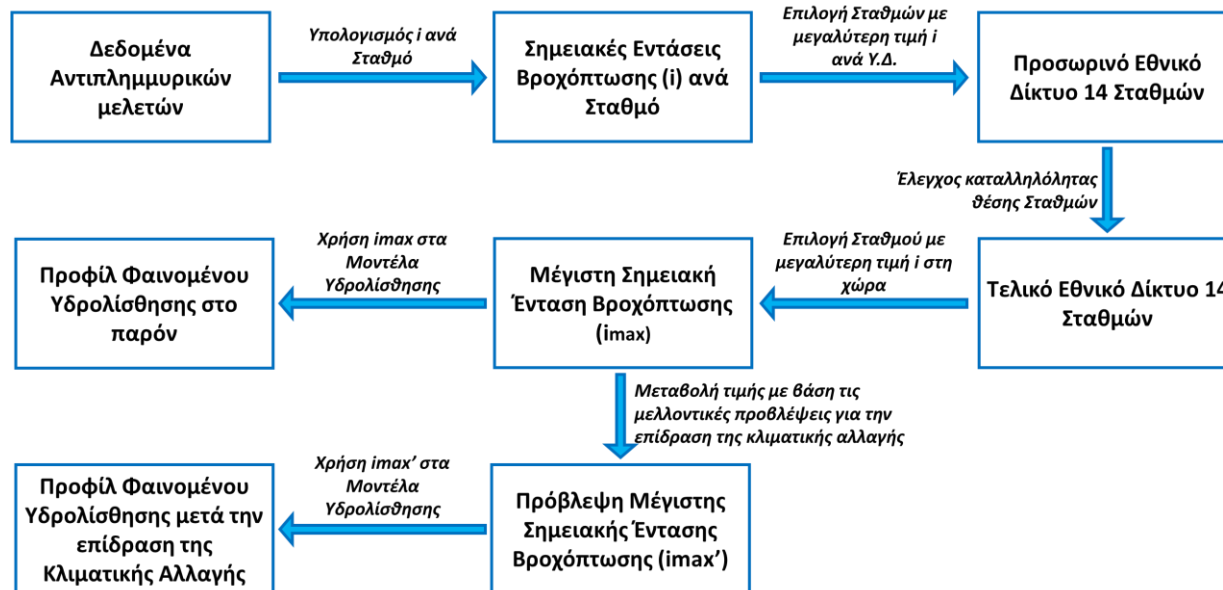 Δεδομένα
Αντιπλημμυρικών
μελετών
Υπολογισμός i ανά
Σταθμό
Σημειακές Εντάσεις
Βροχόπτωσης (i) ανά
Σταθμό
Επιλογή Σταθμών με
μεγαλύτερη τιμή i
ανά Υ.Δ.
Προσωρινό Εθνικό
Δίκτυο 14 Σταθμών
Έλεγχος καταλληλόλητας
θέσης Σταθμών
Τελικό Εθνικό Δίκτυο 14
Σταθμών
Επιλογή Σταθμού με
μεγαλύτερη τιμή i στη
χώρα
Μέγιστη Σημειακή
Ένταση Βροχόπτωσης
(imax)
Χρήση imax στα
Μοντέλα
Υδρολίσθησης
Προφίλ Φαινομένου
Υδρολίσθησης στο
παρόν
Μεταβολή τιμής με βάση τις
μελλοντικές προβλέψεις για την
επίδραση της κλιματικής αλλαγής
Πρόβλεψη Μέγιστης
Σημειακής Έντασης
Βροχόπτωσης (imax’)
Χρήση imax’ στα
Μοντέλα
Υδρολίσθησης
Προφίλ Φαινομένου
Υδρολίσθησης μετά την
επίδραση της
Κλιματικής Αλλαγής